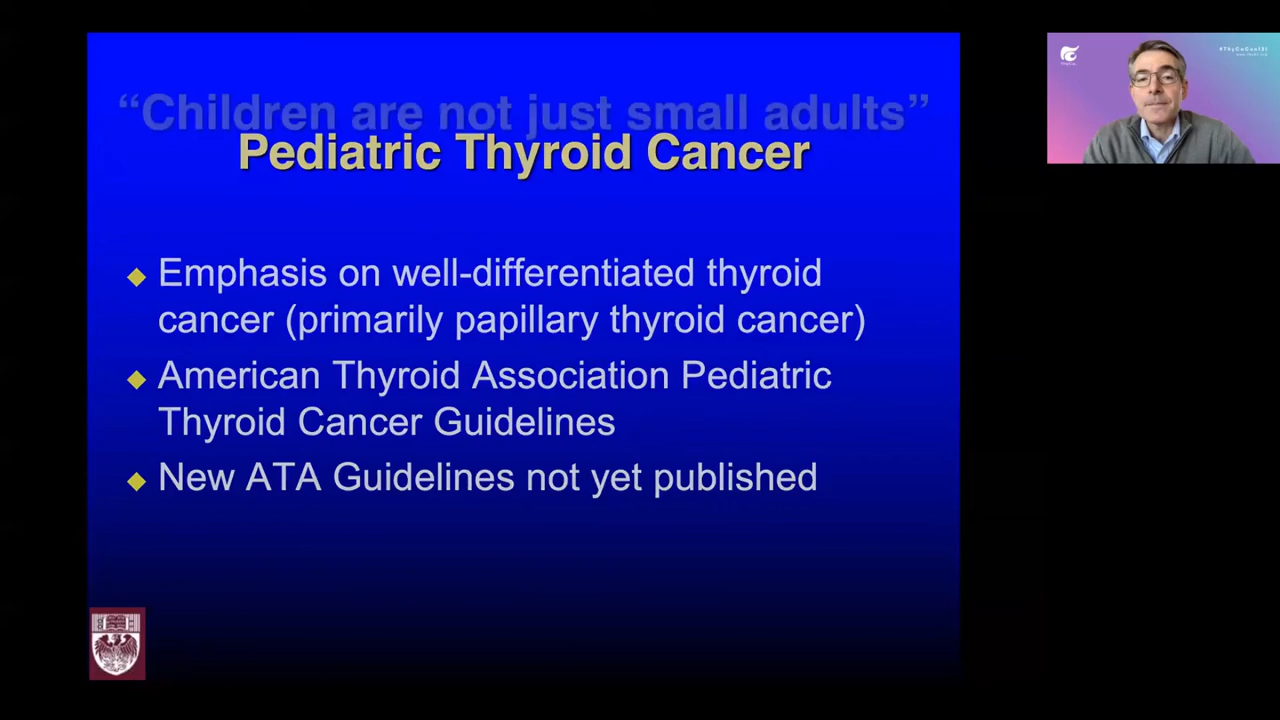 “Children are not just small adults”
Pediatric Thyroid Cancer
Emphasis on well-differentiated thyroid
cancer (primarily papillary thyroid cancer)
American Thyroid Association Pediatric
Thyroid Cancer Guidelines
New ATA Guidelines not yet published